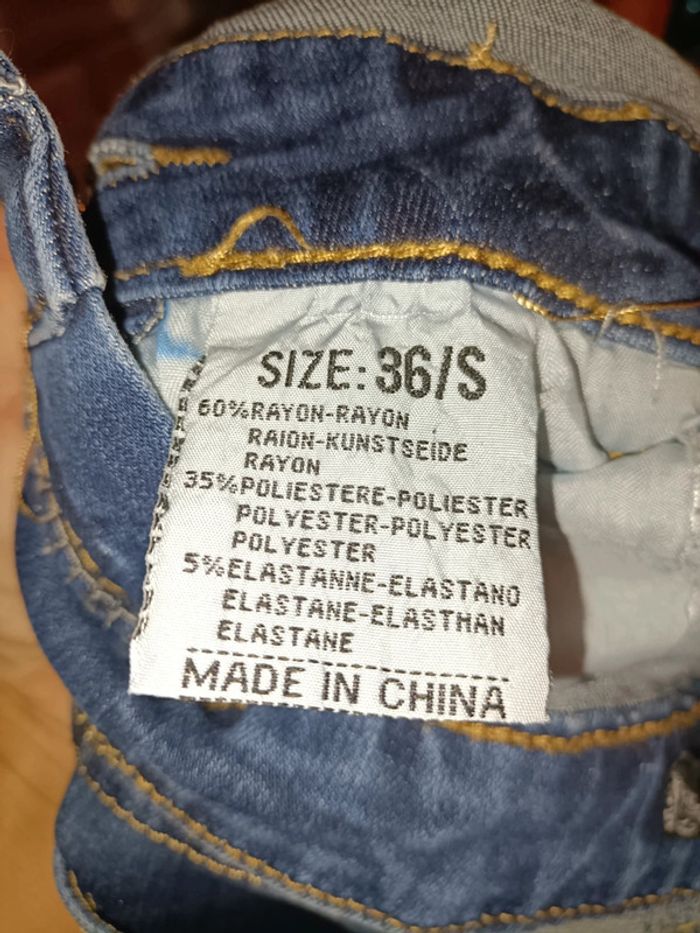 SIZE: 36/S
60%RAYON-RAYON
RAION-KUNSTSEIDE
RAYON
35%POLIESTERE-POLIESTER
POLYESTER-POLYESTER
POLYESTER
5%ELASTANNE-ELASTANO
ELASTANE-ELASTHAN
ELASTANE
MADE IN CHINA